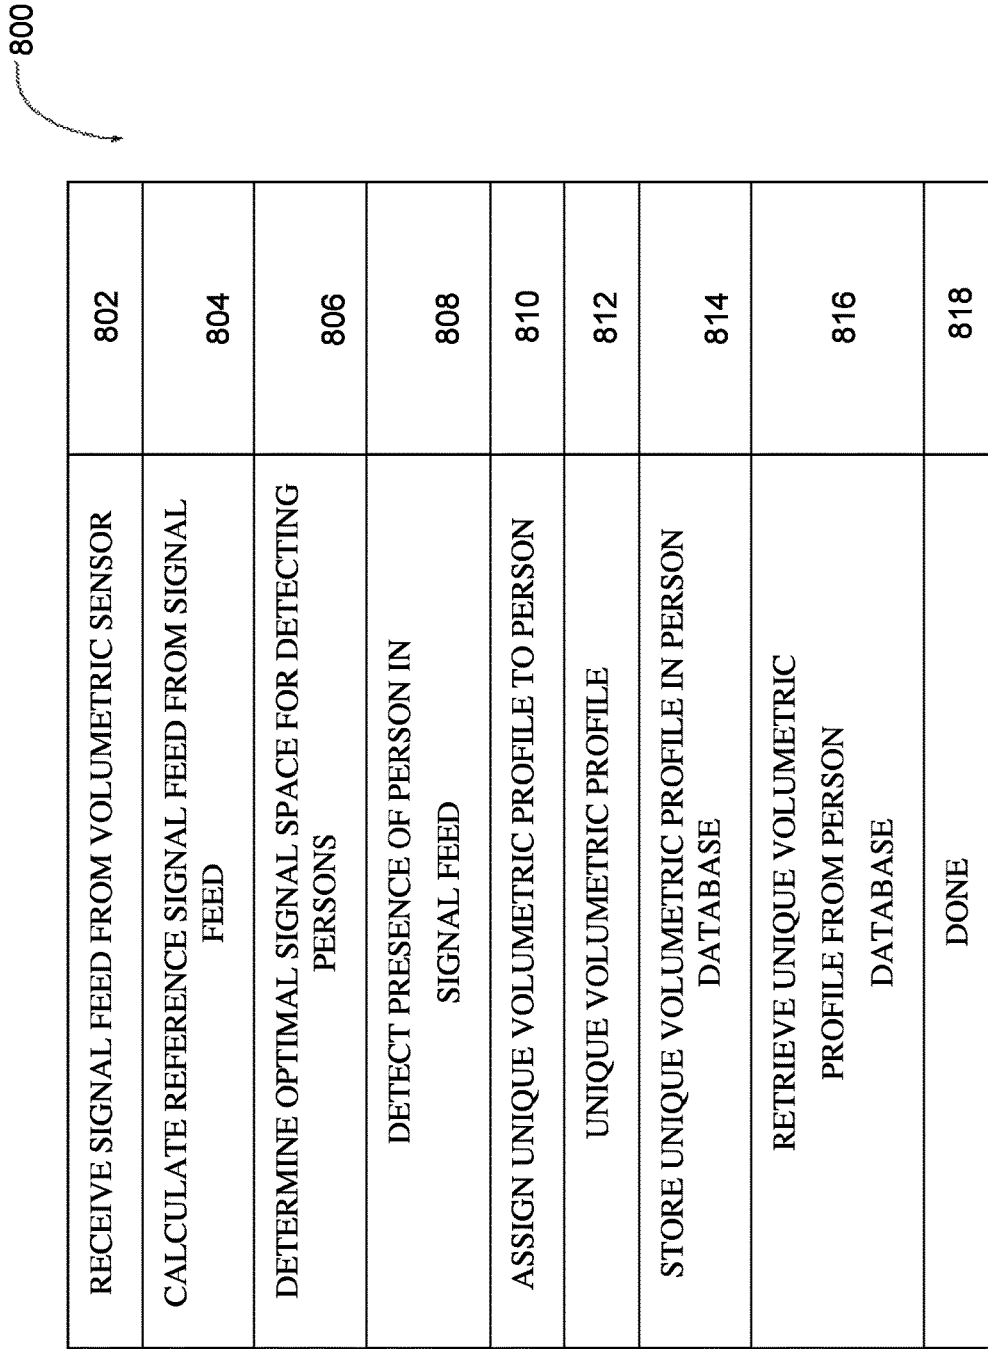 800
RECEIVE SIGNAL FEED FROM VOLUMETRIC SENSOR
802
CALCULATE REFERENCE SIGNAL FEED FROM SIGNAL
FEED
804
DETERMINE OPTIMAL SIGNAL SPACE FOR DETECTING
PERSONS
806
DETECT PRESENCE OF PERSON IN
SIGNAL FEED
808
ASSIGN UNIQUE VOLUMETRIC PROFILE TO PERSON
810
UNIQUE VOLUMETRIC PROFILE
812
STORE UNIQUE VOLUMETRIC PROFILE IN PERSON
DATABASE
814
RETRIEVE UNIQUE VOLUMETRIC
PROFILE FROM PERSON
DATABASE
816
DONE
818